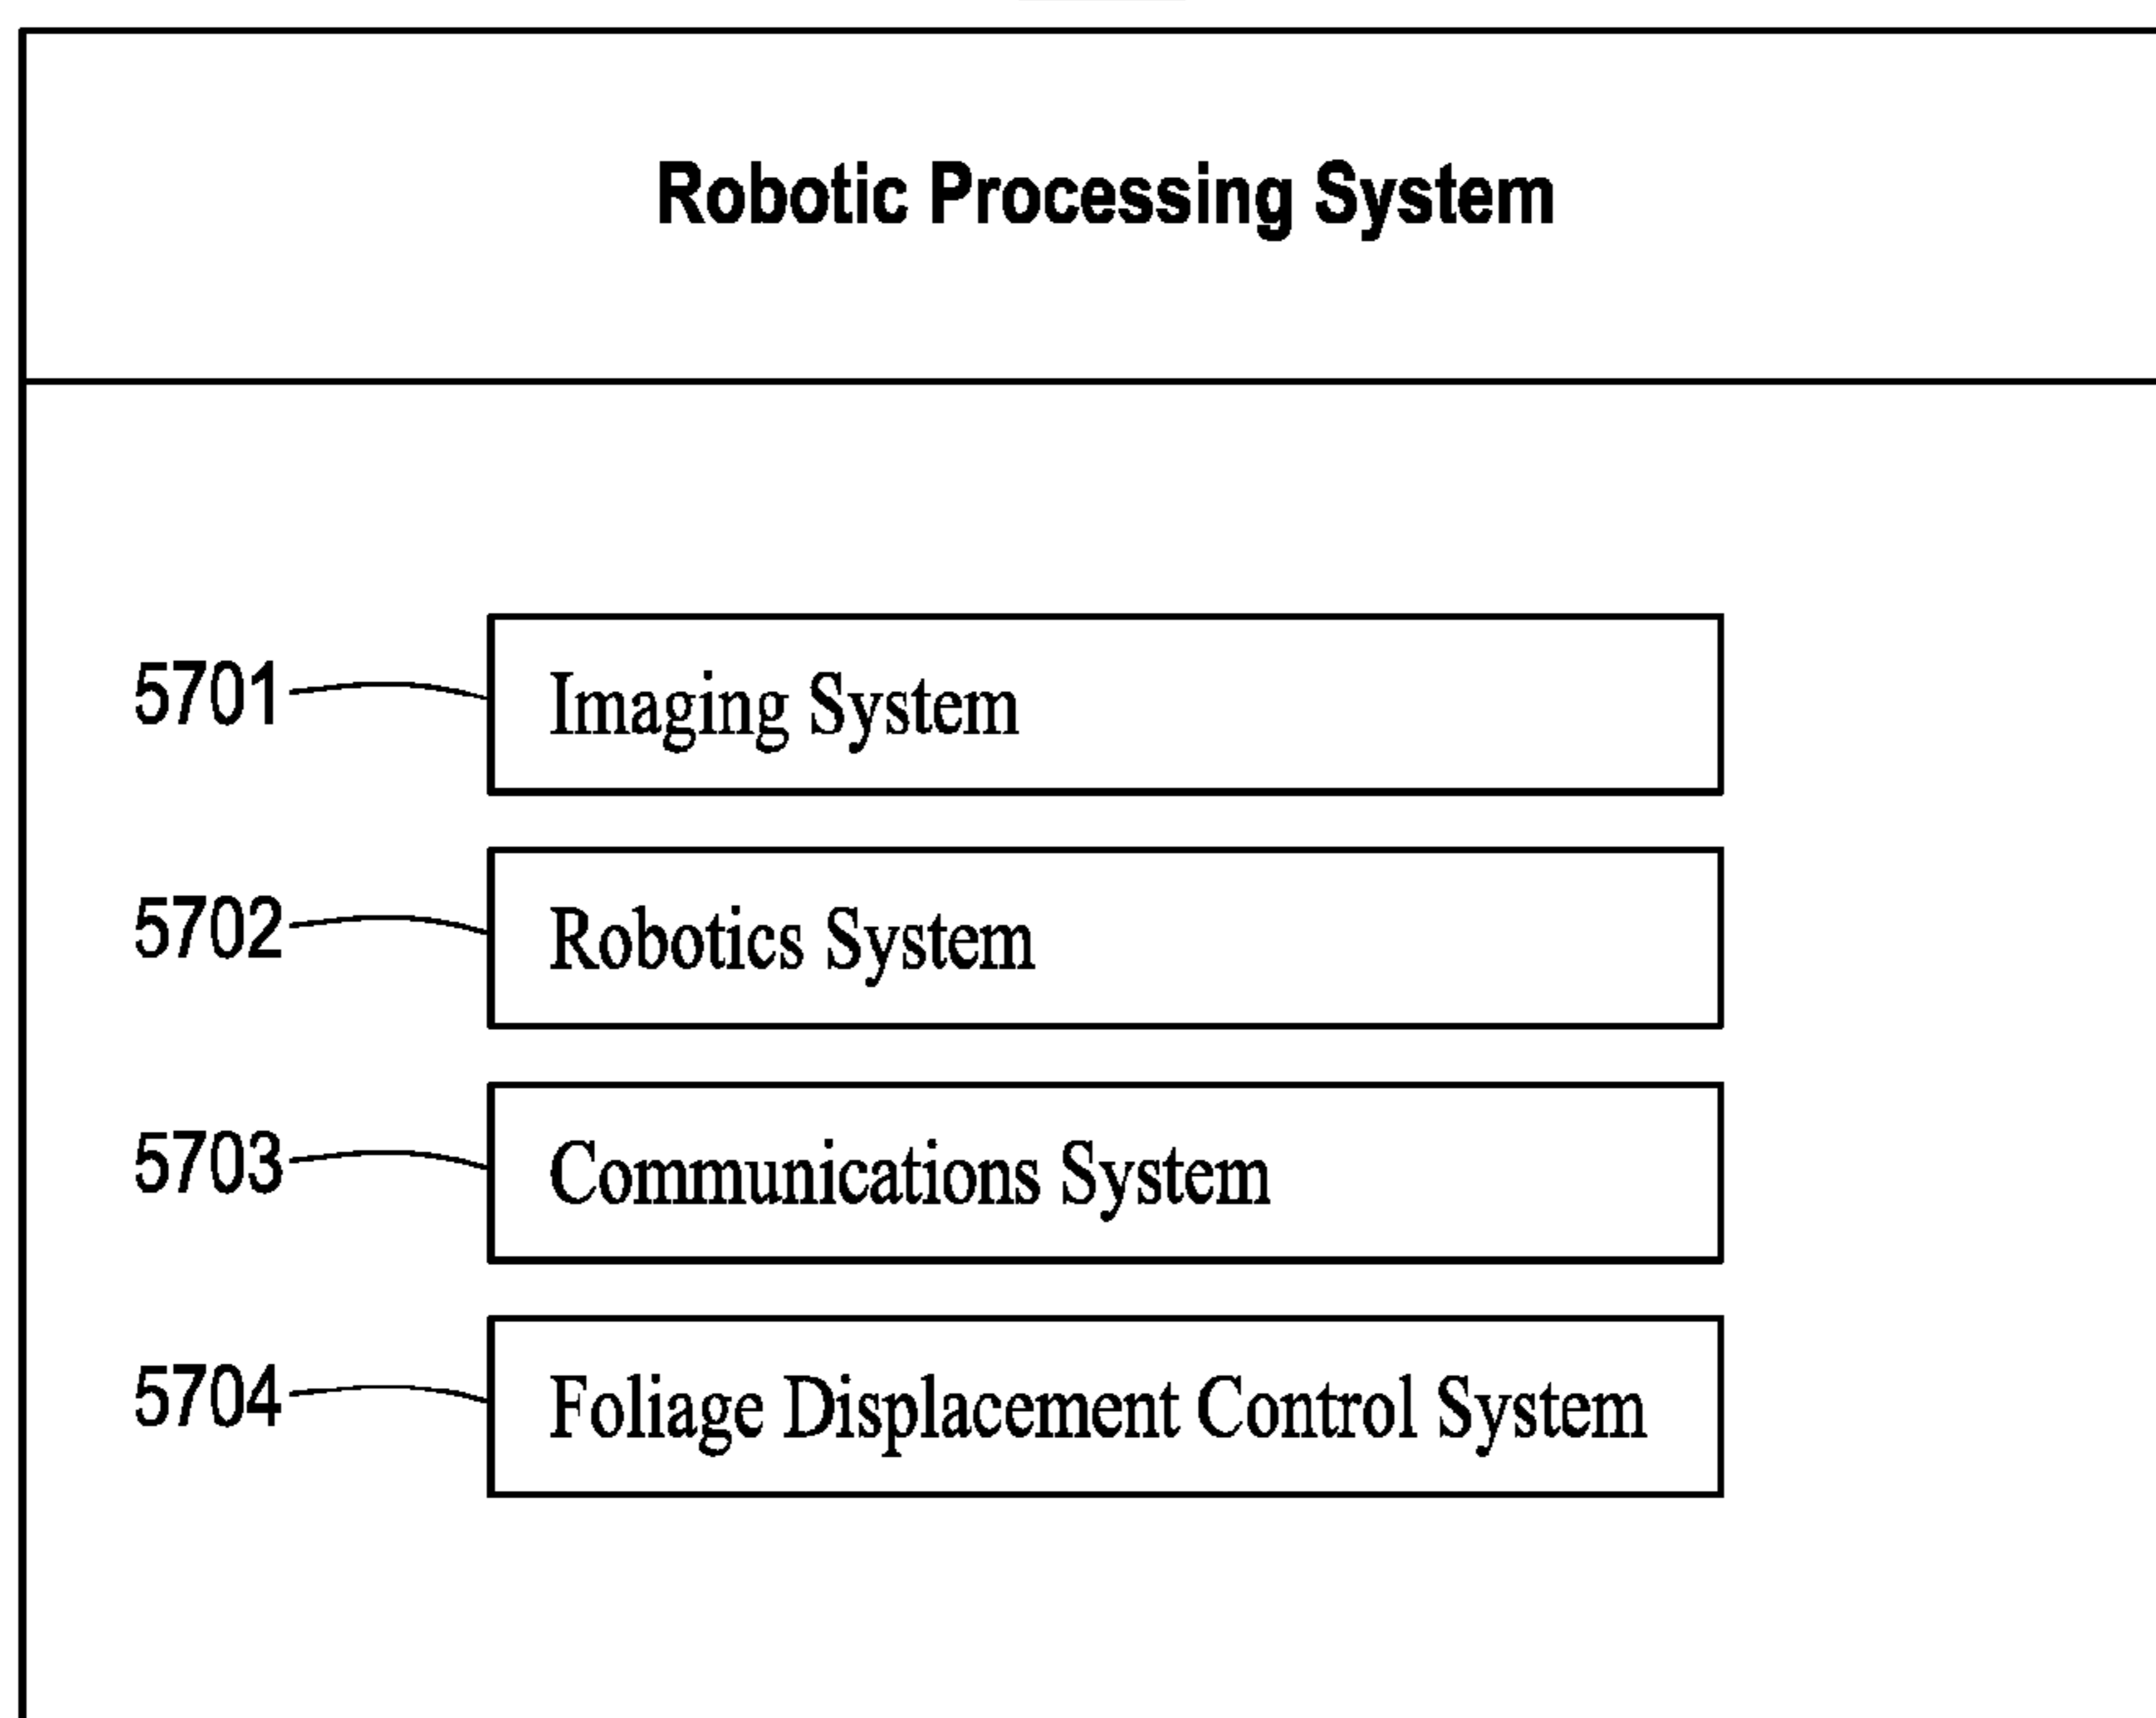 Robotic Processing System
5701 Imaging System
5702 Robotics System
5703 Communications System
5704 Foliage Displacement Control System